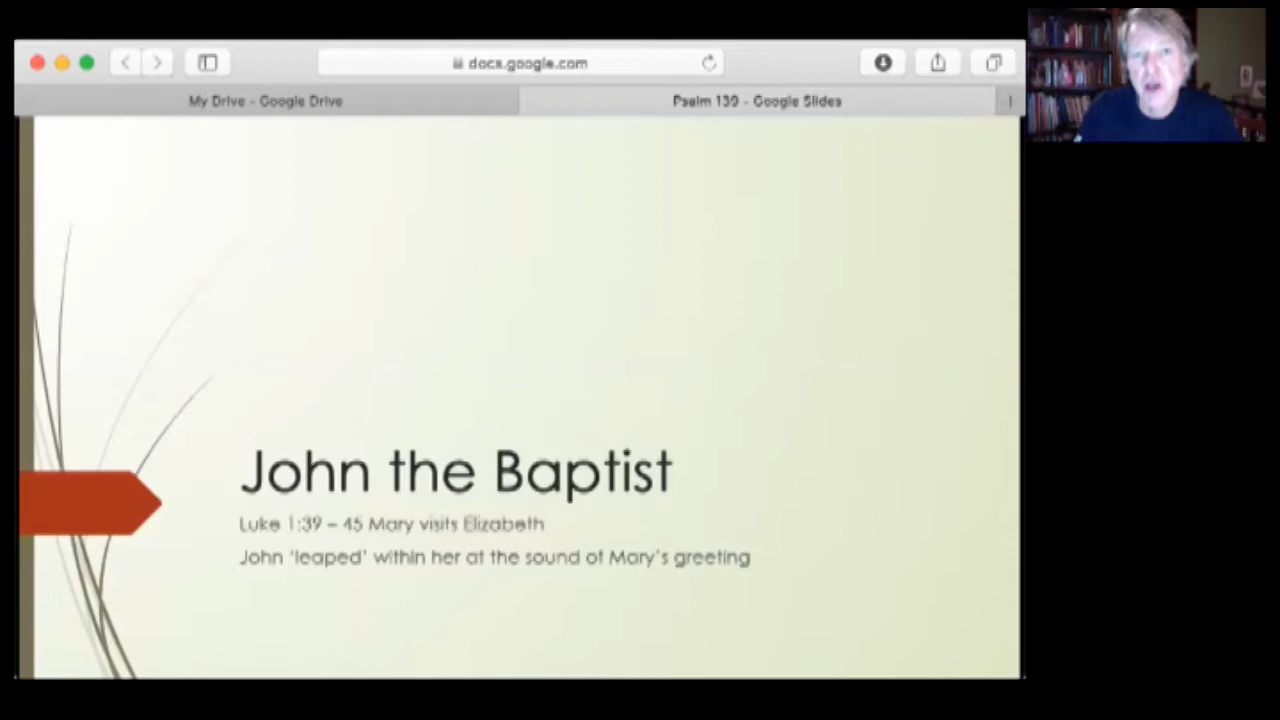 docs.google.com
My Drive - Google Drive
Psalm 139 - Google Slides
John the Baptist
Luke 1:39 – 45 Mary visits Elizabeth
John ‘leaped’ within her at the sound of Mary’s greeting